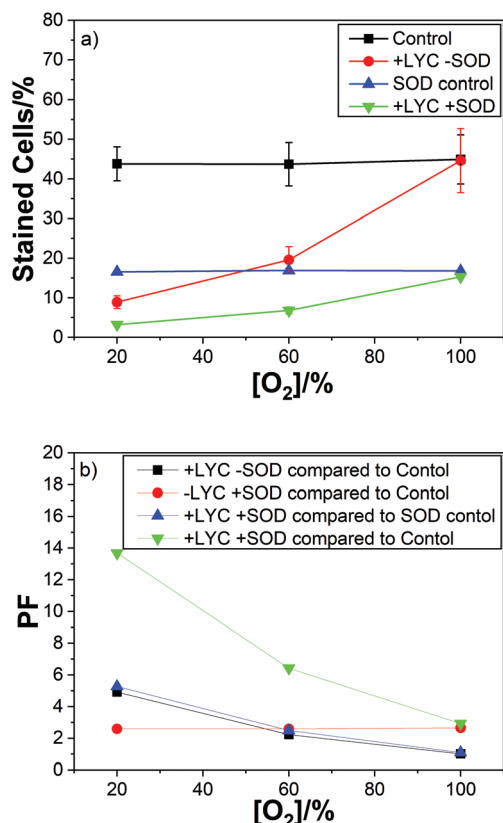 a)
Control
+LYC -SOD
SOD control
+LYC +SOD
80
70
60
50
40
30
20
10
0
Stained Cells/%
20 40 60 80 100
[O₂]/%
b)
+LYC -SOD compared to Contol
-LYC +SOD compared to Contol
+LYC +SOD compared to SOD contol
+LYC +SOD compared to Contol
20
18
16
14
12
10
8
6
4
2
0
PF
20 40 60 80 100
[O₂]/%